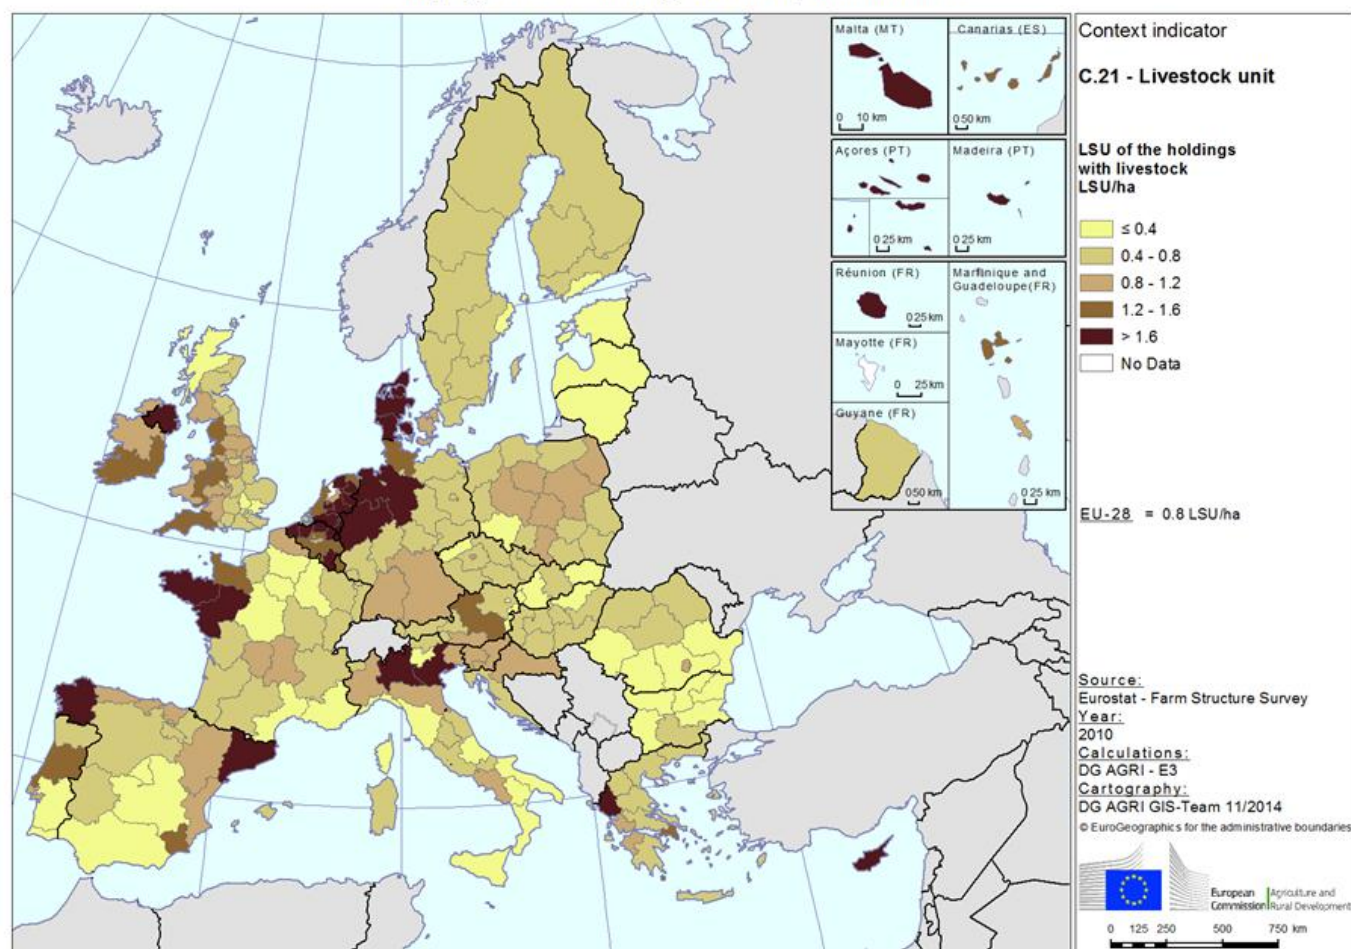 Malta (MT)
Canarias (ES)
0 10 km
0 50 km
Açores (PT)
Madeira (PT)
0 25 km
0 25 km
Réunion (FR)
Martinique and
Guadeloupe(FR)
0 25 km
Mayotte (FR)
0 25 km
Guyane (FR)
0 50 km
0 25 km
Context indicator
C.21 - Livestock unit
LSU of the holdings
with livestock
LSU/ha
≤ 0.4
0.4 - 0.8
0.8 - 1.2
1.2 - 1.6
> 1.6
No Data
EU-28 = 0.8 LSU/ha
Source:
Eurostat - Farm Structure Survey
Year:
2010
Calculations:
DG AGRI - E3
Cartography:
DG AGRI GIS-Team 11/2014
© EuroGeographics for the administrative boundaries
European
Commission
Agriculture and
Rural Development
0 125 250 500 750 km